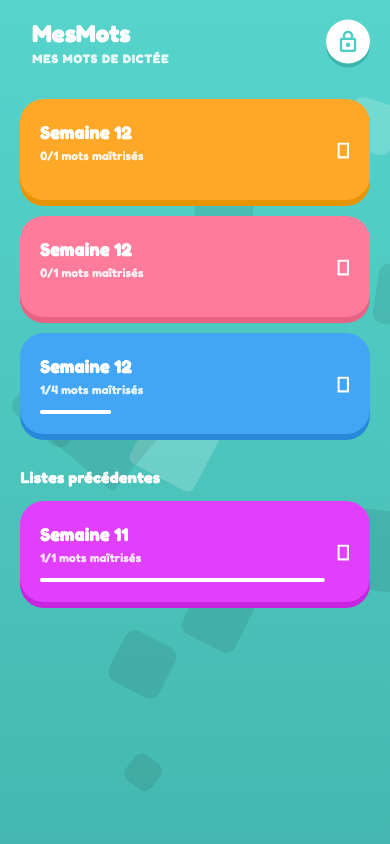 MesMots
MES MOTS DE DICTÉE
Semaine 12
0/1 mots maîtrisés
Semaine 12
0/1 mots maîtrisés
Semaine 12
1/4 mots maîtrisés
Listes précédentes
Semaine 11
1/1 mots maîtrisés